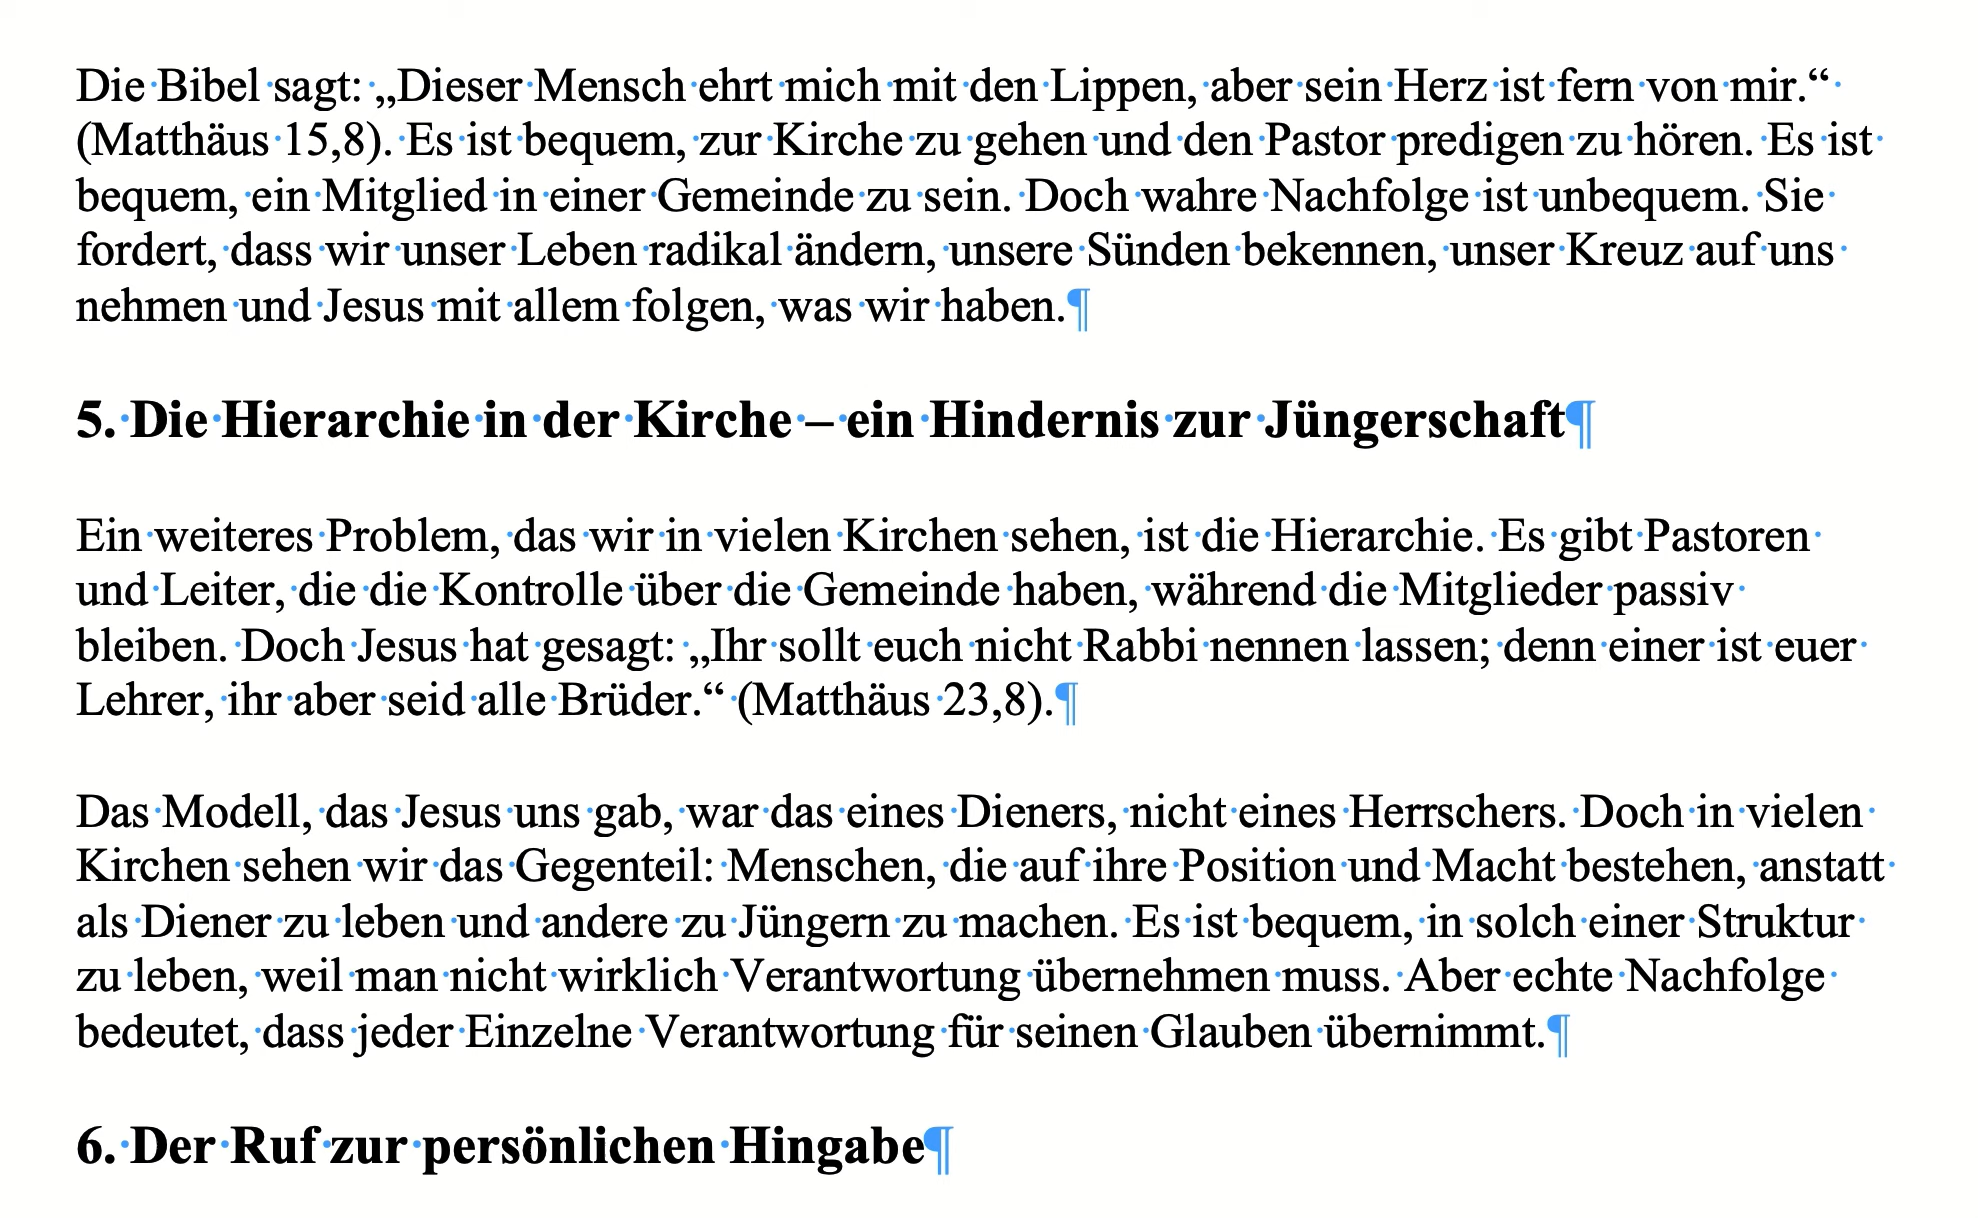 Die Bibel sagt: „Dieser Mensch ehrt mich mit den Lippen, aber sein Herz ist fern von mir.“
(Matthäus 15,8). Es ist bequem, zur Kirche zu gehen und den Pastor predigen zu hören. Es ist
bequem, ein Mitglied in einer Gemeinde zu sein. Doch wahre Nachfolge ist unbequem. Sie
fordert, dass wir unser Leben radikal ändern, unsere Sünden bekennen, unser Kreuz auf uns
nehmen und Jesus mit allem folgen, was wir haben.¶
5. Die Hierarchie in der Kirche – ein Hindernis zur Jüngerschaft¶
Ein weiteres Problem, das wir in vielen Kirchen sehen, ist die Hierarchie. Es gibt Pastoren
und Leiter, die die Kontrolle über die Gemeinde haben, während die Mitglieder passiv
bleiben. Doch Jesus hat gesagt: „Ihr sollt euch nicht Rabbi nennen lassen; denn einer ist euer
Lehrer, ihr aber seid alle Brüder.“ (Matthäus 23,8).¶
Das Modell, das Jesus uns gab, war das eines Dieners, nicht eines Herrschers. Doch in vielen
Kirchen sehen wir das Gegenteil: Menschen, die auf ihre Position und Macht bestehen, anstatt
als Diener zu leben und andere zu Jüngern zu machen. Es ist bequem, in solch einer Struktur
zu leben, weil man nicht wirklich Verantwortung übernehmen muss. Aber echte Nachfolge
bedeutet, dass jeder Einzelne Verantwortung für seinen Glauben übernimmt.¶
6. Der Ruf zur persönlichen Hingabe¶